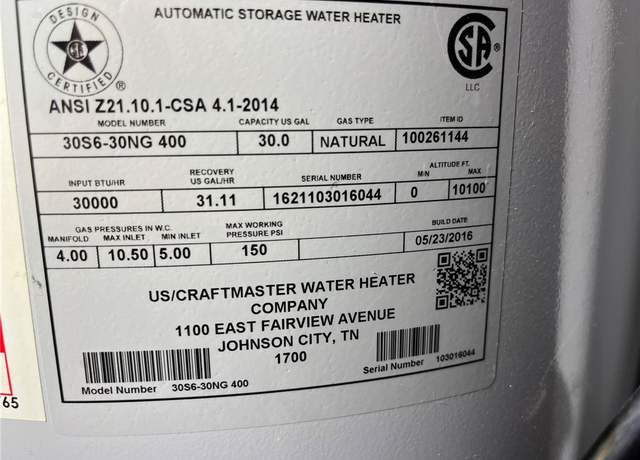 DESIGN
CERTIFIED
®
AUTOMATIC STORAGE WATER HEATER
CSA
®
LLC
ANSI Z21.10.1-CSA 4.1-2014
MODEL NUMBER CAPACITY US GAL GAS TYPE ITEM ID
30S6-30NG 400 30.0 NATURAL 100261144
INPUT BTU/HR RECOVERY US GAL/HR SERIAL NUMBER ALTITUDE FT. MIN MAX
30000 31.11 1621103016044 0 10100
GAS PRESSURES IN W.C.
MANIFOLD MAX INLET MIN INLET MAX WORKING PRESSURE PSI BUILD DATE
4.00 10.50 5.00 150 05/23/2016
US/CRAFTMASTER WATER HEATER
COMPANY
1100 EAST FAIRVIEW AVENUE
JOHNSON CITY, TN
1700
Model Number 30S6-30NG 400
Serial Number 103016044
65